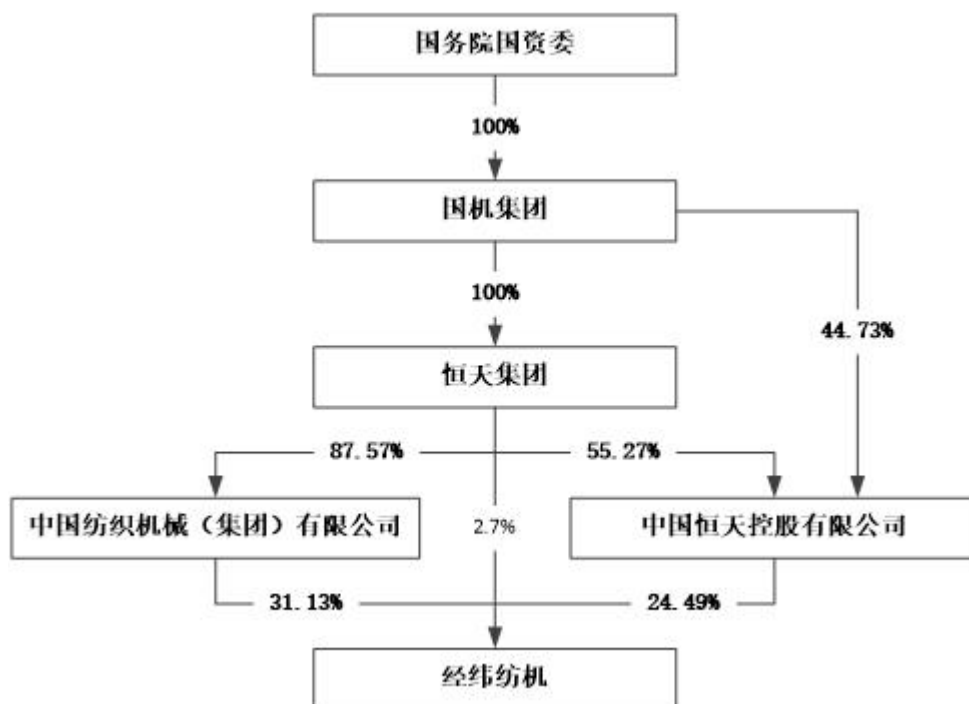 国务院国资委
100%
国机集团
100%
44.73%
恒天集团
87.57%
55.27%
中国纺织机械（集团）有限公司
2.7%
中国恒天控股有限公司
31.13%
24.49%
经纬纺机